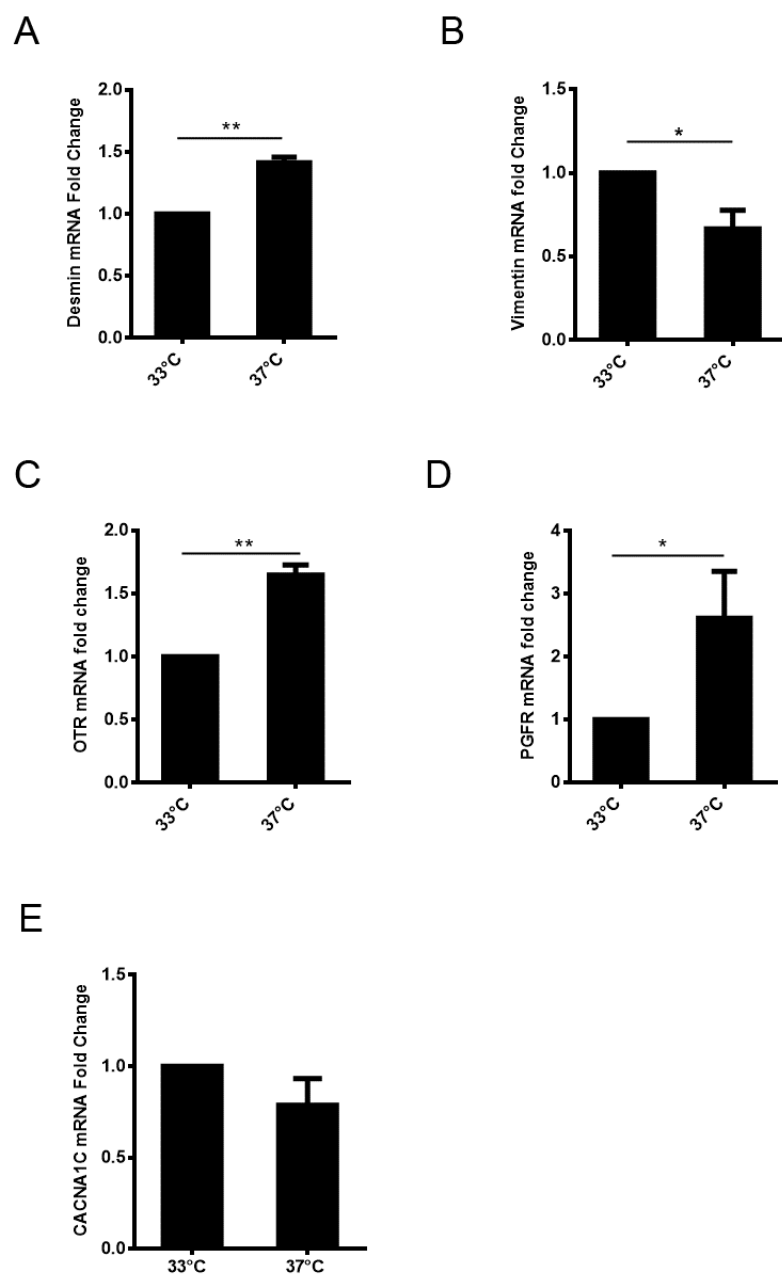 A
Desmin mRNA Fold Change
2.0
1.5
1.0
0.5
0.0
**
33°C
37°C
B
Vimentin mRNA fold Change
1.5
1.0
0.5
0.0
*
33°C
37°C
C
OTR mRNA fold change
2.0
1.5
1.0
0.5
0.0
**
33°C
37°C
D
PGFR mRNA fold change
4
3
2
1
0
*
33°C
37°C
E
CACNA1C mRNA Fold Change
1.5
1.0
0.5
0.0
33°C
37°C